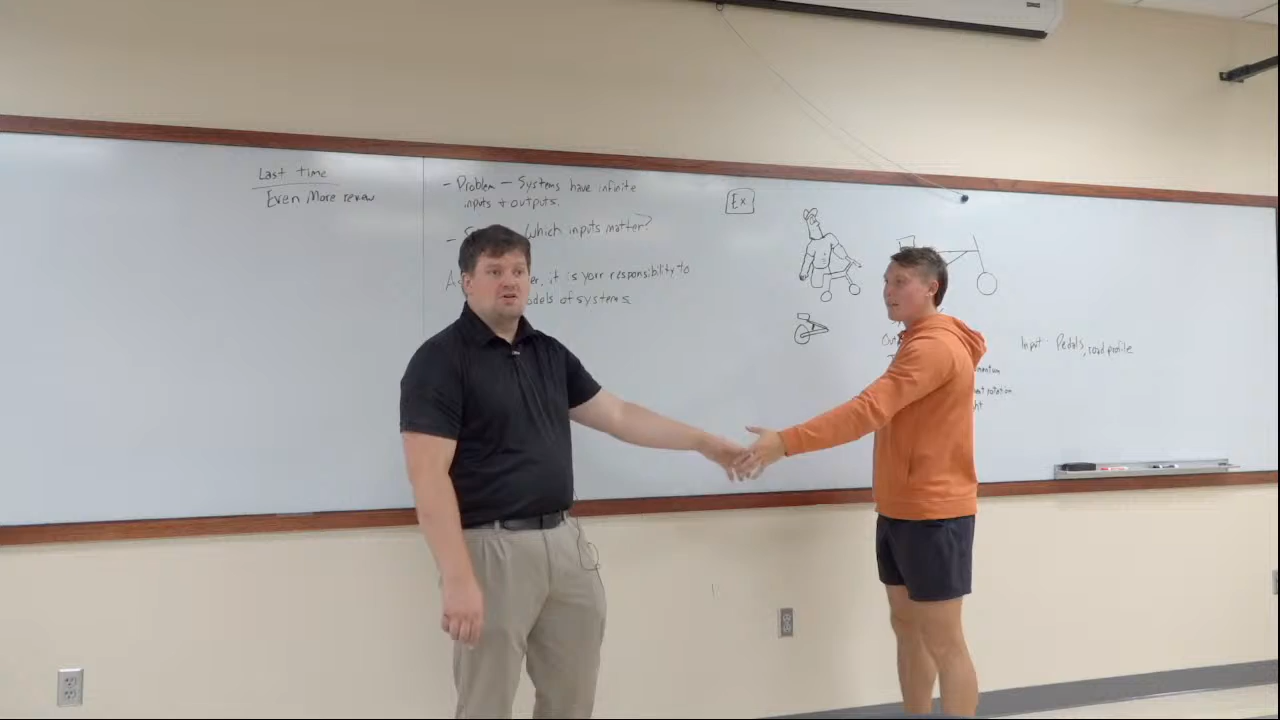 Last time
Even More review
- Problem - Systems have infinite
inputs + outputs.
- which inputs matter?
it is your responsibility to
of systems
Ex
Input: Pedals, road profile